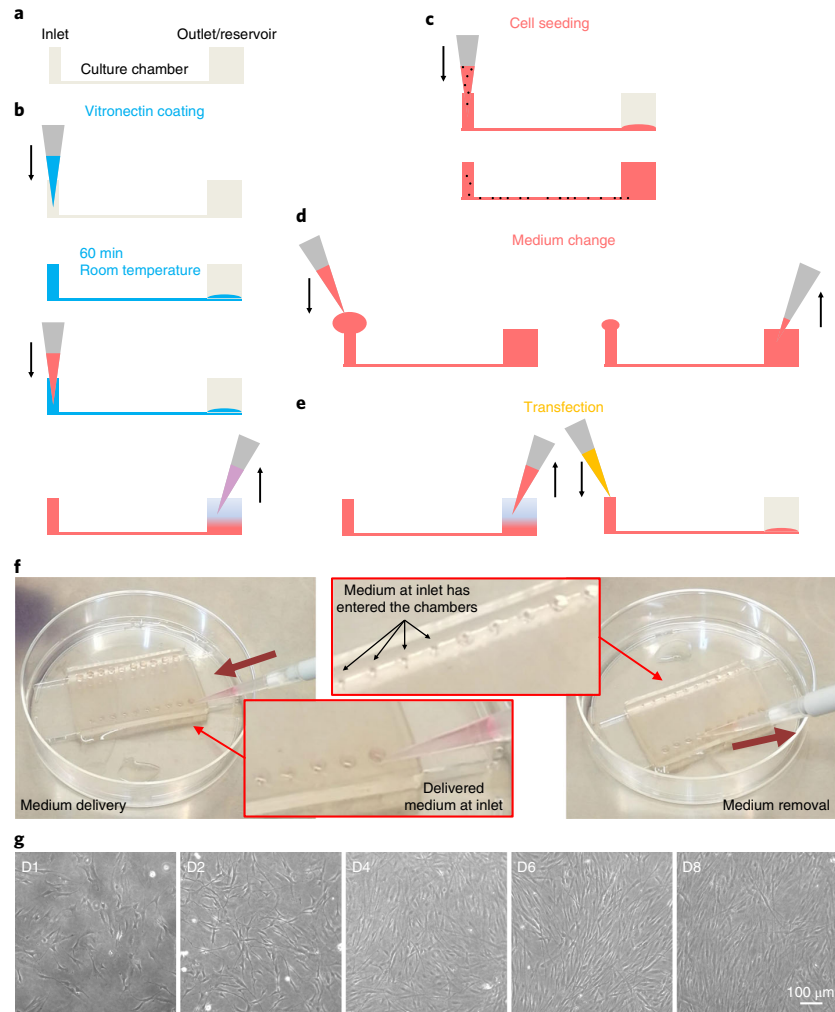 a
Inlet
Outlet/reservoir
Culture chamber
b
Vitronectin coating
60 min
Room temperature
c
Cell seeding
d
Medium change
e
Transfection
f
Medium at inlet has
entered the chambers
Medium delivery
Delivered
medium at inlet
Medium removal
g
D1
D2
D4
D6
D8
100 μm